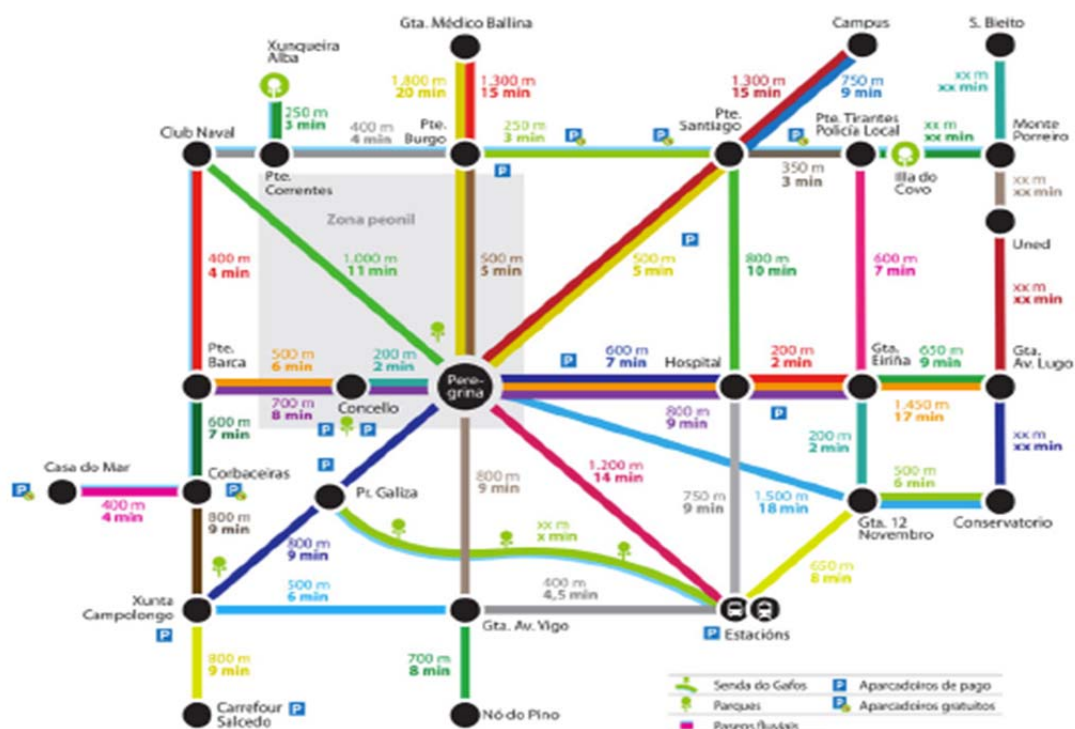 Gta. Médico Ballina
Campus
S. Bieito
Xunqueira
Alba
1.800 m
20 min
1.300 m
15 min
1.300 m
15 min
750 m
9 min
xx m
xx min
250 m
3 min
Club Naval
400 m
4 min
Pte.
Burgo
250 m
3 min
P
P
Pte.
Santiago
P
Pte. Tirantes
Policía Local
xx m
xx min
Monte
Porreiro
Pte.
Correntes
P
350 m
3 min
Illa do
Covo
xx m
xx min
Zona peonil
Uned
400 m
4 min
1.000 m
11 min
500 m
5 min
500 m
5 min
P
800 m
10 min
600 m
7 min
xx m
xx min
Pte.
Barca
500 m
6 min
200 m
2 min
Pere-
grina
P
600 m
7 min
Hospital
200 m
2 min
Gta.
Eiriña
650 m
9 min
Gta.
Av. Lugo
700 m
8 min
Concello
800 m
9 min
P
1.450 m
17 min
600 m
7 min
P
P
200 m
2 min
xx m
xx min
Casa do Mar
Corbaceiras
P
P
P
400 m
4 min
800 m
9 min
Pr. Galiza
800 m
9 min
1.200 m
14 min
750 m
9 min
1.500 m
18 min
500 m
6 min
Gta. 12
Novembro
Conservatorio
800 m
9 min
xx m
x min
650 m
8 min
500 m
6 min
400 m
4,5 min
Xunta
Campolongo
P
Gta. Av. Vigo
P Estacións
800 m
9 min
700 m
8 min
Carrefour
Salcedo
P
Nó do Pino
Senda do Gafos
P Aparcadoiros de pago
Parques
P Aparcadoiros gratuítos
Paseos fluviais